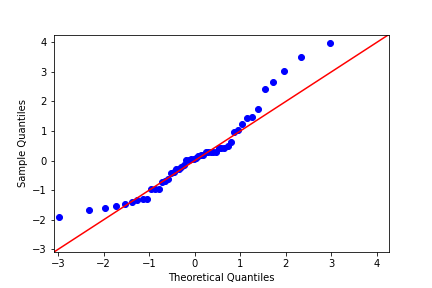 4
3
2
1
0
−1
−2
−3
Sample Quantiles
−3 −2 −1 0 1 2 3 4
Theoretical Quantiles